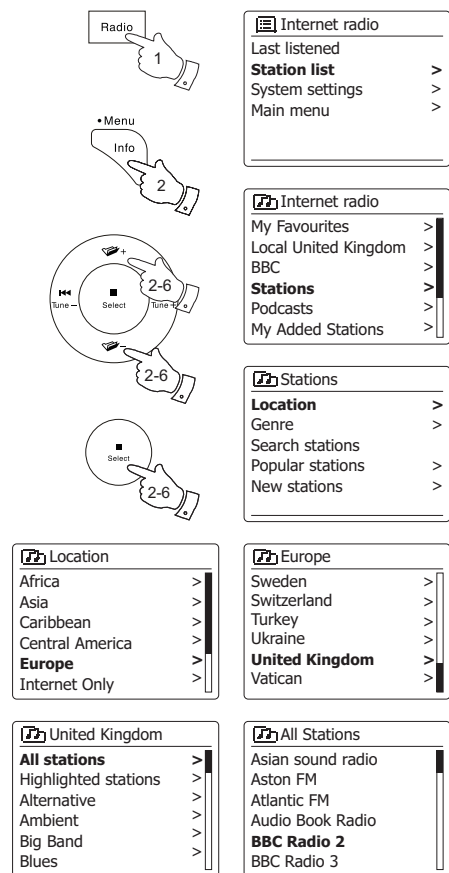 Radio
1
• Menu
Info
2
+
2-6
Tune −
Select
Tune +
−
2-6
Select
2-6
Internet radio
Last listened
Station list >
System settings >
Main menu >
Internet radio
My Favourites >
Local United Kingdom >
BBC >
Stations >
Podcasts >
My Added Stations >
Stations
Location >
Genre >
Search stations
Popular stations >
New stations >
Location
Africa >
Asia >
Caribbean >
Central America >
Europe >
Internet Only >
Europe
Sweden >
Switzerland >
Turkey >
Ukraine >
United Kingdom >
Vatican >
United Kingdom
All stations >
Highlighted stations >
Alternative >
Ambient >
Big Band >
Blues >
All Stations
Asian sound radio
Aston FM
Atlantic FM
Audio Book Radio
BBC Radio 2
BBC Radio 3